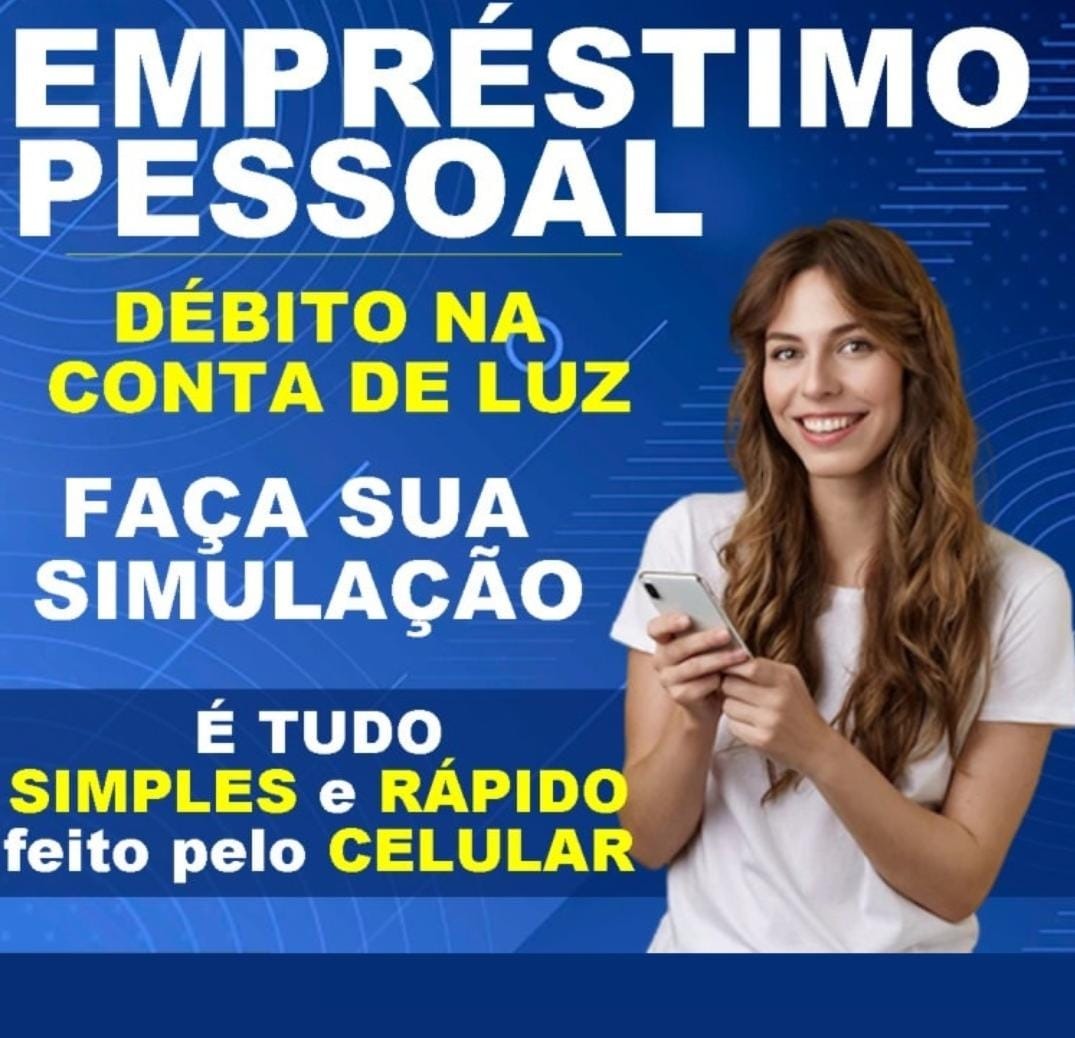 EMPRÉSTIMO
PESSOAL
DÉBITO NA
CONTA DE LUZ
FAÇA SUA
SIMULAÇÃO
É TUDO
SIMPLES e RÁPIDO
feito pelo CELULAR